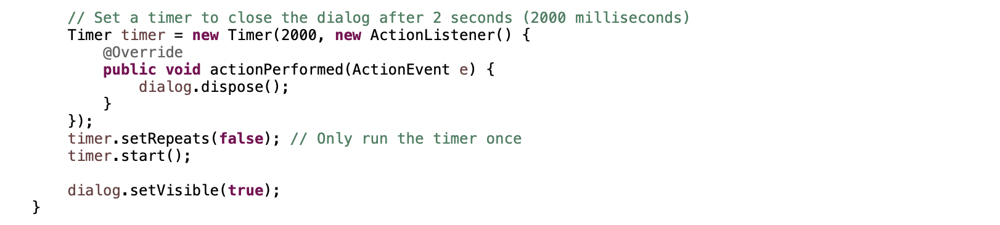 // Set a timer to close the dialog after 2 seconds (2000 milliseconds)
Timer timer = new Timer(2000, new ActionListener() {
@Override
public void actionPerformed(ActionEvent e) {
dialog.dispose();
}
});
timer.setRepeats(false); // Only run the timer once
timer.start();
dialog.setVisible(true);
}